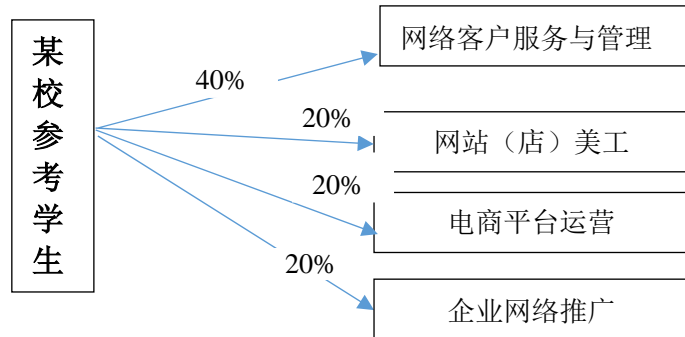 某校参考学生
40%
网络客户服务与管理
20%
网站（店）美工
20%
电商平台运营
20%
企业网络推广